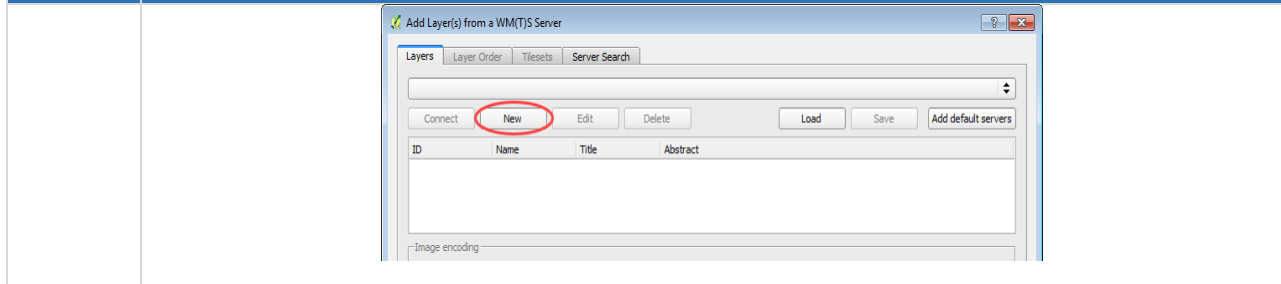 Add Layer(s) from a WM(T)S Server
Layers Layer Order Tilesets Server Search
Connect New Edit Delete Load Save Add default servers
ID Name Title Abstract
Image encoding